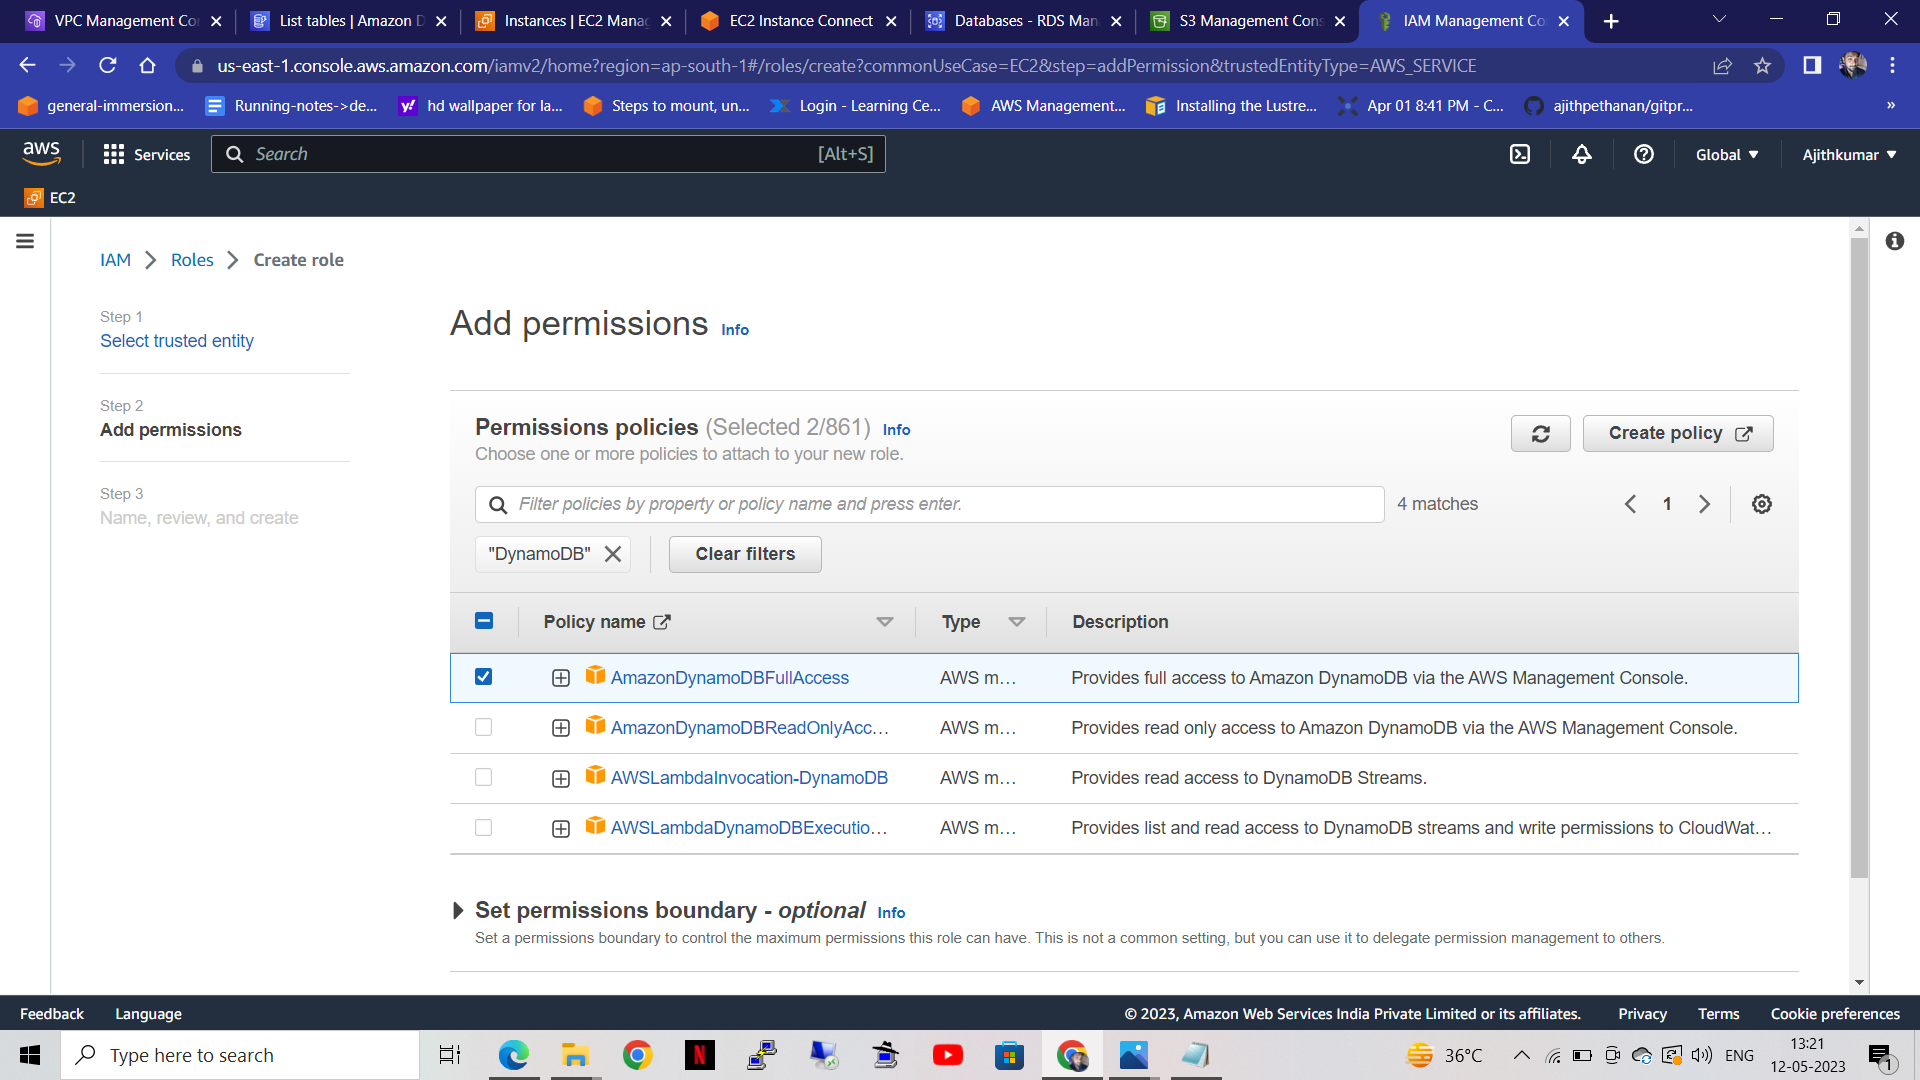 VPC Management Co
List tables | Amazon D
Instances | EC2 Manag
EC2 Instance Connect
Databases - RDS Man
S3 Management Cons
IAM Management Co
us-east-1.console.aws.amazon.com/iamv2/home?region=ap-south-1#/roles/create?commonUseCase=EC2&step=addPermission&trustedEntityType=AWS_SERVICE
general-immersion...
Running-notes->de...
hd wallpaper for la...
Steps to mount, un...
Login - Learning Ce...
AWS Management...
Installing the Lustre...
Apr 01 8:41 PM - C...
ajithpethanan/gitpr...
»
aws
Services
Search
[Alt+S]
Global
Ajithkumar
EC2
IAM
Roles
Create role
Step 1
Select trusted entity
Step 2
Add permissions
Step 3
Name, review, and create
Add permissions Info
Permissions policies (Selected 2/861) Info
Choose one or more policies to attach to your new role.
Create policy
Filter policies by property or policy name and press enter.
4 matches
1
"DynamoDB"
Clear filters
Policy name
Type
Description
AmazonDynamoDBFullAccess AWS m... Provides full access to Amazon DynamoDB via the AWS Management Console.
AmazonDynamoDBReadOnlyAcc... AWS m... Provides read only access to Amazon DynamoDB via the AWS Management Console.
AWSLambdaInvocation-DynamoDB AWS m... Provides read access to DynamoDB Streams.
AWSLambdaDynamoDBExecutio... AWS m... Provides list and read access to DynamoDB streams and write permissions to CloudWat...
Set permissions boundary - optional Info
Set a permissions boundary to control the maximum permissions this role can have. This is not a common setting, but you can use it to delegate permission management to others.
Feedback
Language
© 2023, Amazon Web Services India Private Limited or its affiliates.
Privacy
Terms
Cookie preferences
Type here to search
36°C
ENG
13:21
12-05-2023
1